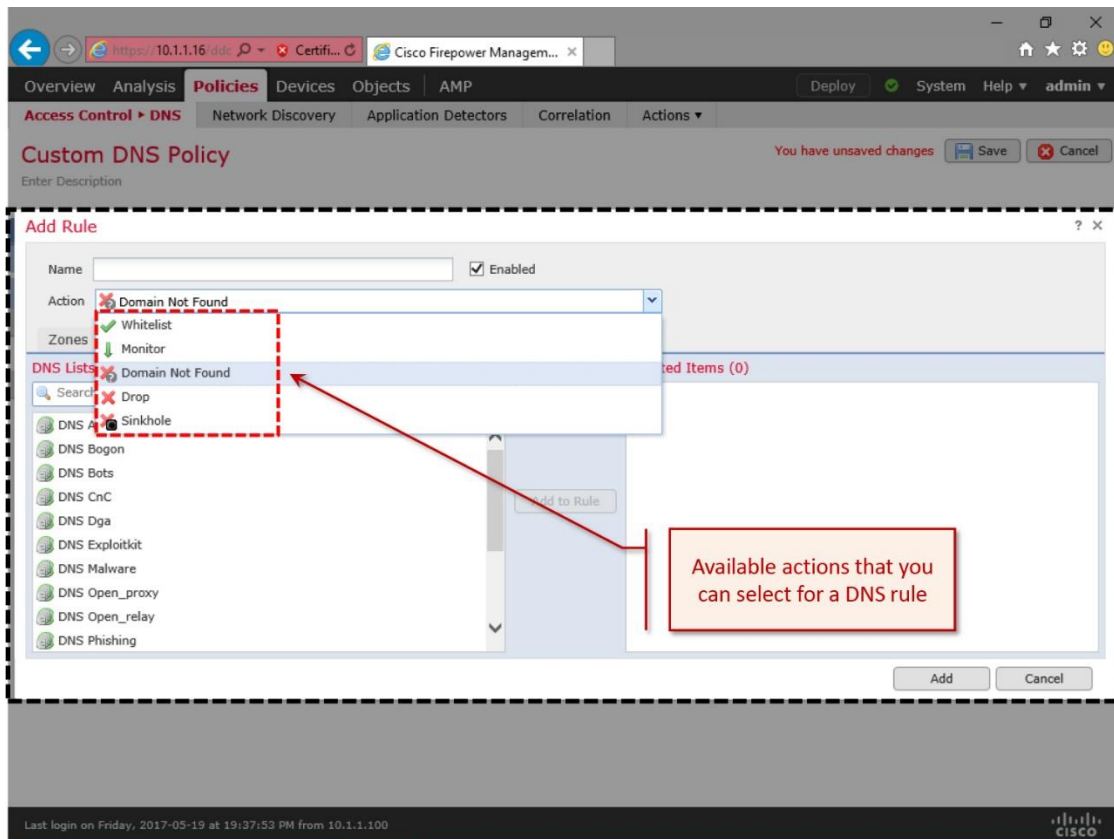 https://10.1.1.16/ddc Certifi... Cisco Firepower Managem...
Overview Analysis Policies Devices Objects AMP Deploy System Help admin
Access Control ▸ DNS Network Discovery Application Detectors Correlation Actions
Custom DNS Policy You have unsaved changes Save Cancel
Enter Description
Add Rule ? ×
Name Enabled
Action Domain Not Found
Whitelist
Zones
Monitor
DNS Lists
Domain Not Found
ted Items (0)
Search
Drop
DNS A
Sinkhole
DNS Bogon
DNS Bots
DNS CnC
Add to Rule
DNS Dga
DNS Exploitkit
DNS Malware
DNS Open_proxy
DNS Open_relay
DNS Phishing
Available actions that you
can select for a DNS rule
Add Cancel
Last login on Friday, 2017-05-19 at 19:37:53 PM from 10.1.1.100
CISCO